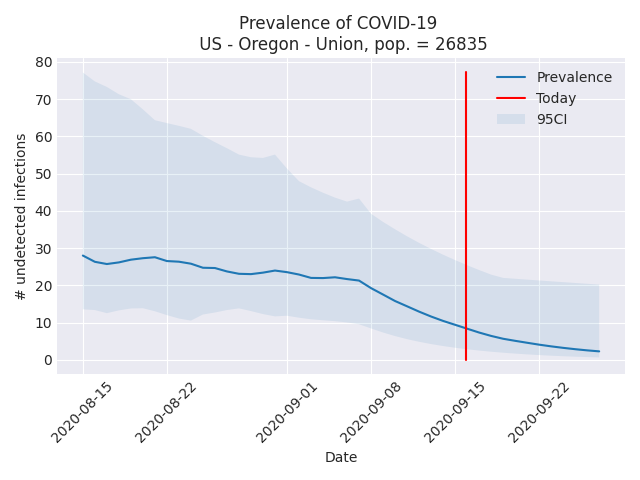 Prevalence of COVID-19
US - Oregon - Union, pop. = 26835
# undetected infections
80
70
60
50
40
30
20
10
0
Prevalence
Today
95CI
2020-08-15
2020-08-22
2020-09-01
2020-09-08
2020-09-15
2020-09-22
Date